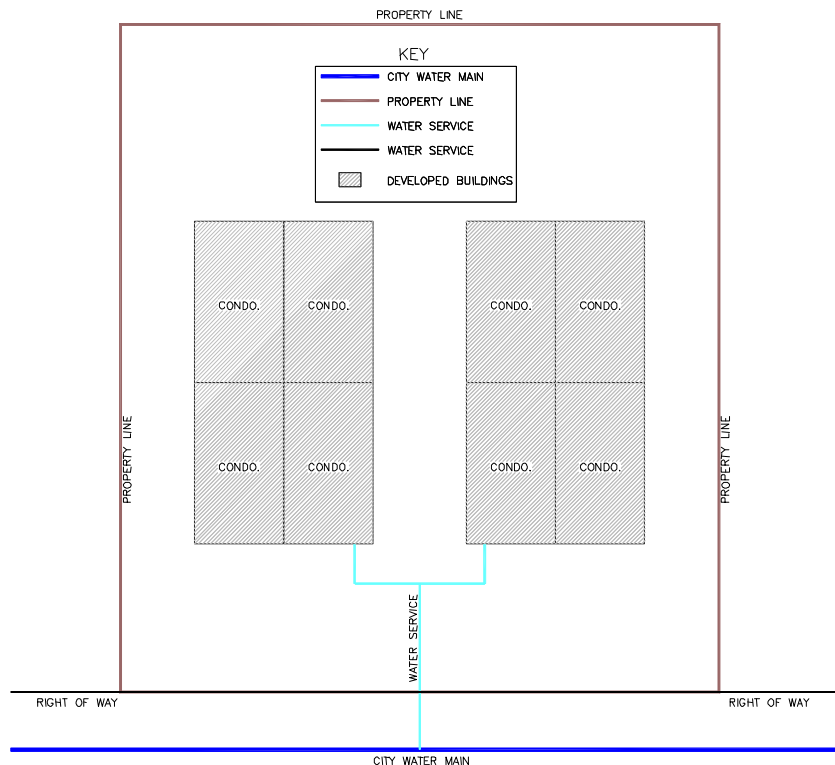 PROPERTY LINE
KEY
CITY WATER MAIN
PROPERTY LINE
WATER SERVICE
WATER SERVICE
DEVELOPED BUILDINGS
CONDO.
CONDO.
CONDO.
CONDO.
CONDO.
CONDO.
CONDO.
CONDO.
PROPERTY LINE
PROPERTY LINE
WATER SERVICE
RIGHT OF WAY
RIGHT OF WAY
CITY WATER MAIN